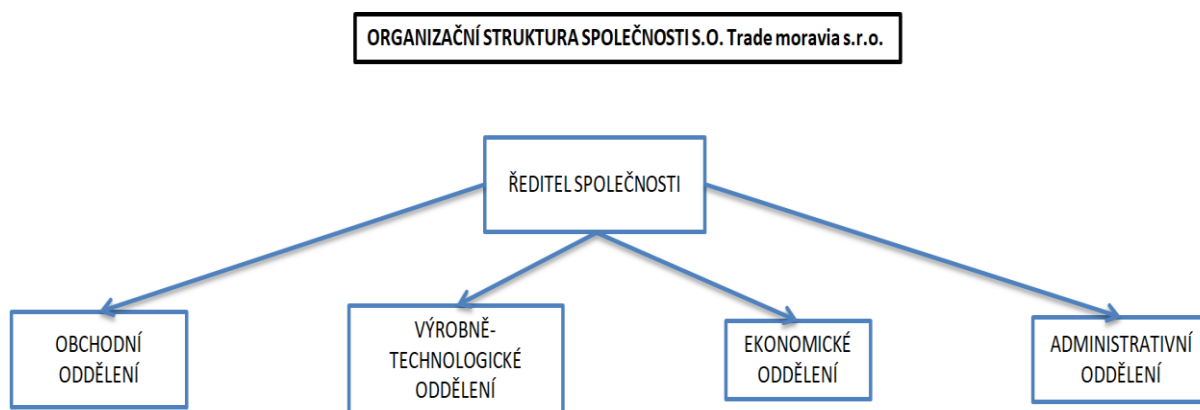 ORGANIZAČNÍ STRUKTURA SPOLEČNOSTI S.O. Trade moravia s.r.o.
ŘEDITEL SPOLEČNOSTI
OBCHODNÍ
ODDĚLENÍ
VÝROBNĚ-
TECHNOLOGICKÉ
ODDĚLENÍ
EKONOMICKÉ
ODDĚLENÍ
ADMINISTRATIVNÍ
ODDĚLENÍ